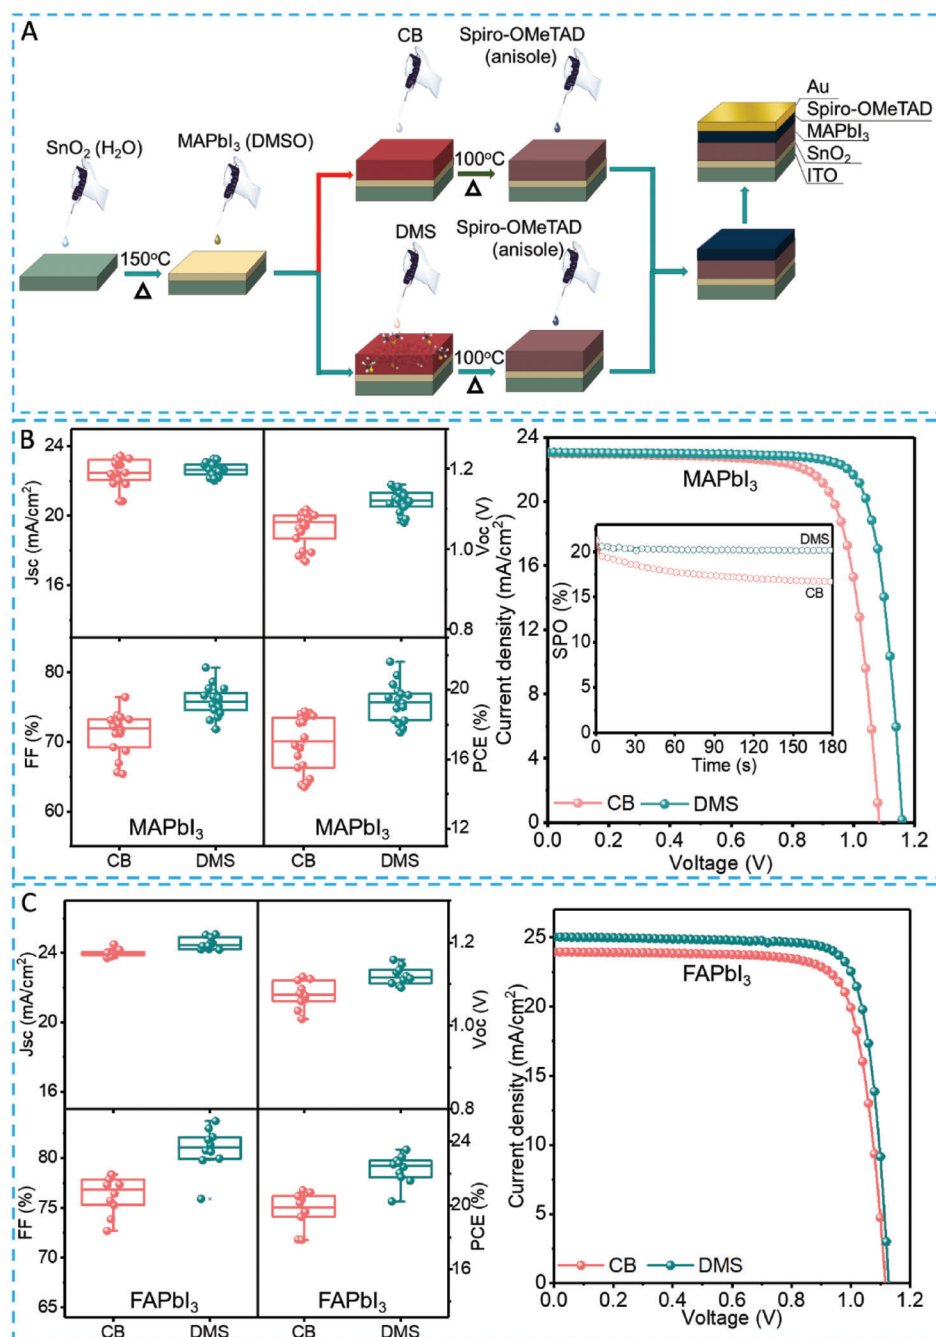 A
CB
Spiro-OMeTAD
(anisole)
SnO₂ (H₂O)
MAPbI₃ (DMSO)
150°C
Δ
100°C
Δ
DMS
Spiro-OMeTAD
(anisole)
100°C
Δ
Au
Spiro-OMeTAD
MAPbI₃
SnO₂
ITO
B
Jsc (mA/cm²)
24
20
16
Voc (V)
1.2
1.0
0.8
FF (%)
80
70
60
PCE (%)
20
16
12
MAPbI₃
MAPbI₃
CB
DMS
CB
DMS
Current density (mA/cm²)
23
18
14
9
5
0
MAPbI₃
SPO (%)
20
15
10
5
0
DMS
CB
0
30
60
90
120
150
180
Time (s)
CB
DMS
0.0
0.2
0.4
0.6
0.8
1.0
1.2
Voltage (V)
C
Jsc (mA/cm²)
24
20
16
Voc (V)
1.2
1.0
0.8
FF (%)
80
75
70
65
PCE (%)
24
20
16
FAPbI₃
FAPbI₃
CB
DMS
CB
DMS
Current density (mA/cm²)
25
20
15
10
5
0
FAPbI₃
CB
DMS
0.0
0.2
0.4
0.6
0.8
1.0
1.2
Voltage (V)